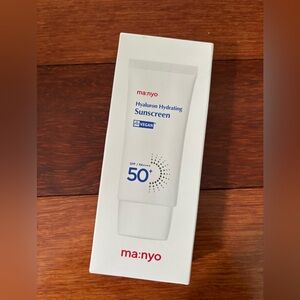 ma:nyo
Hyaluron Hydrating
Sunscreen
VEGAN
SPF / PA++++
50+
ma:nyo